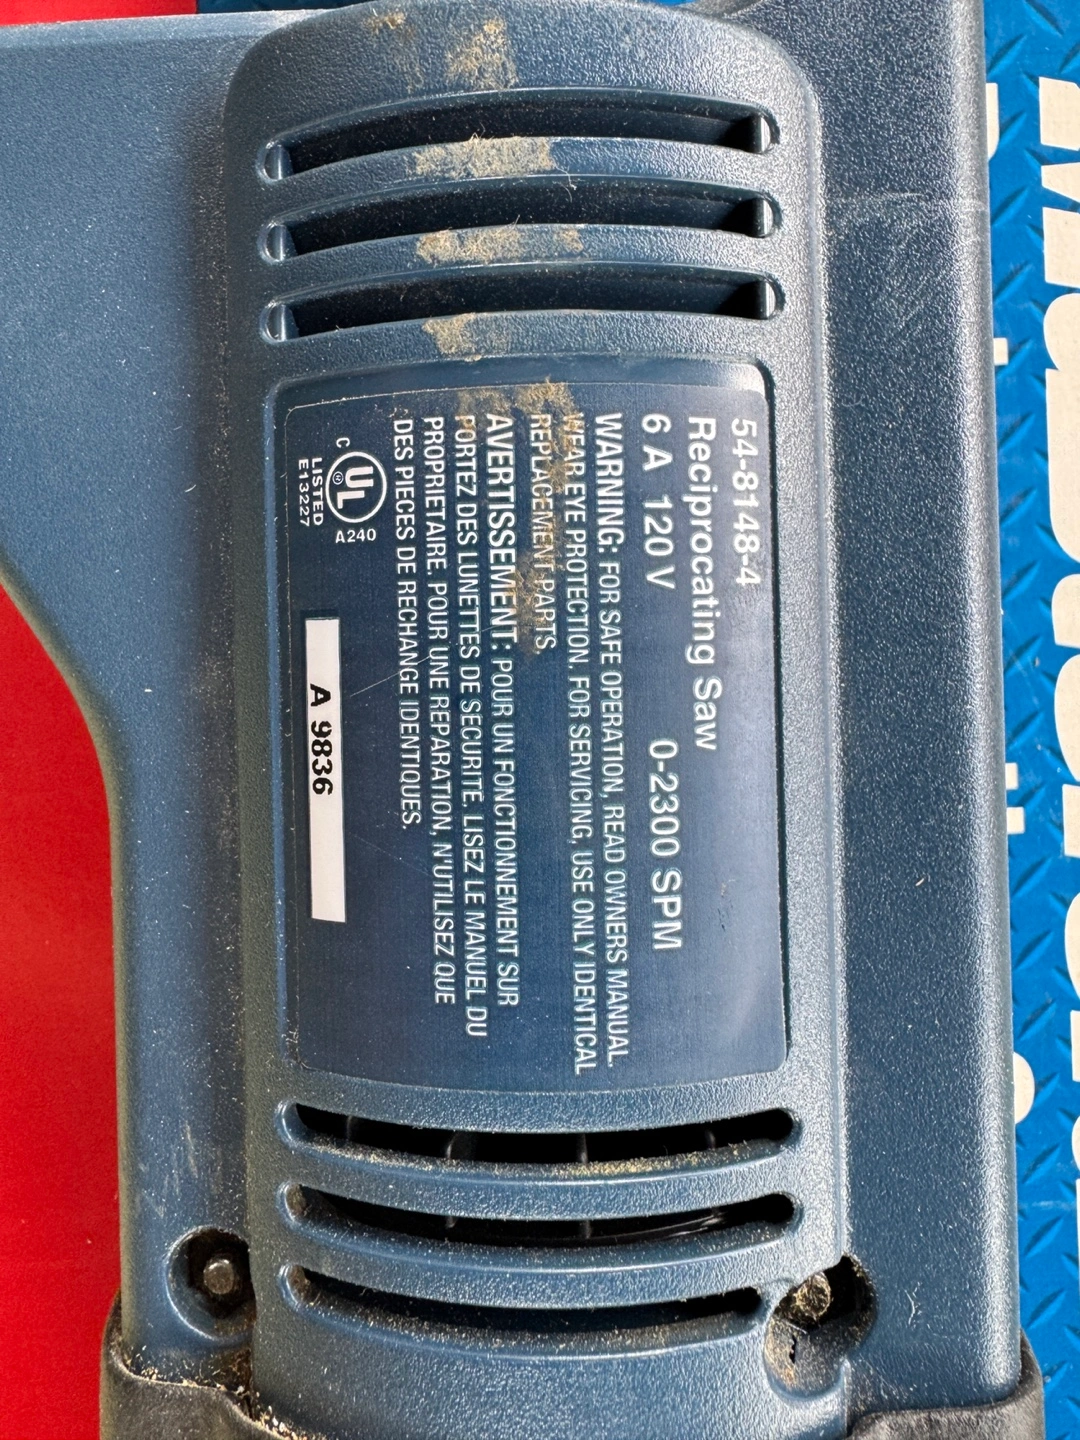 54-8148-4
Reciprocating Saw
6 A 120 V 0-2300 SPM
WARNING: FOR SAFE OPERATION, READ OWNERS MANUAL.
WEAR EYE PROTECTION. FOR SERVICING, USE ONLY IDENTICAL
REPLACEMENT PARTS.
AVERTISSEMENT: POUR UN FONCTIONNEMENT SUR
PORTEZ DES LUNETTES DE SECURITE. LISEZ LE MANUEL DU
PROPRIETAIRE. POUR UNE REPARATION, N'UTILISEZ QUE
DES PIECES DE RECHANGE IDENTIQUES.
C UL ® A240
LISTED
E13227
A 9836